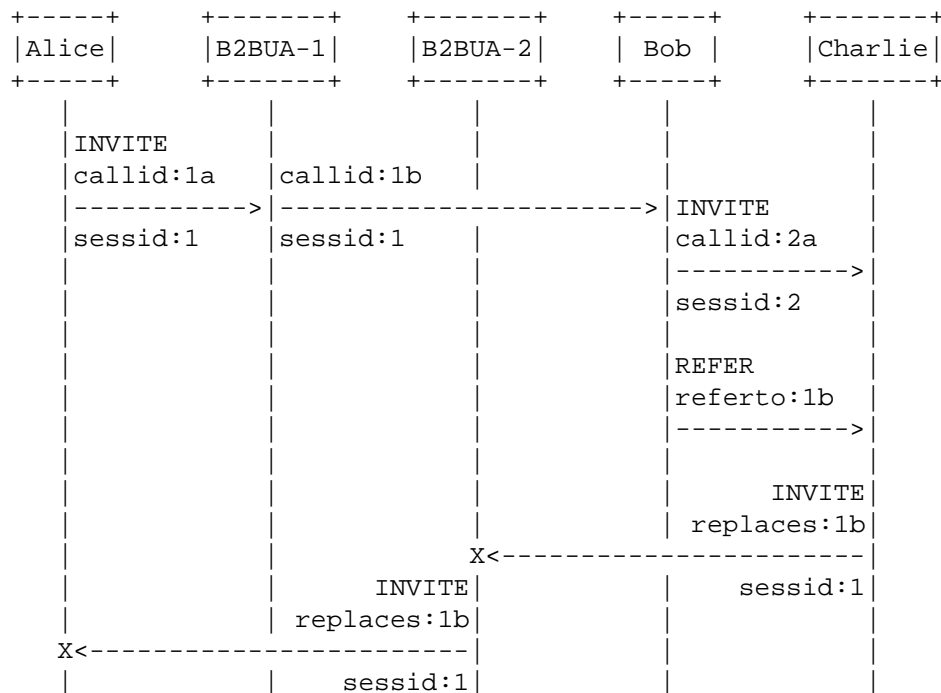 Alice B2BUA-1 B2BUA-2 Bob Charlie
INVITE
callid:1a callid:1b
INVITE
sessid:1 sessid:1 callid:2a
sessid:2
REFER
referto:1b
INVITE
replaces:1b
X
INVITE sessid:1
replaces:1b
X
sessid:1